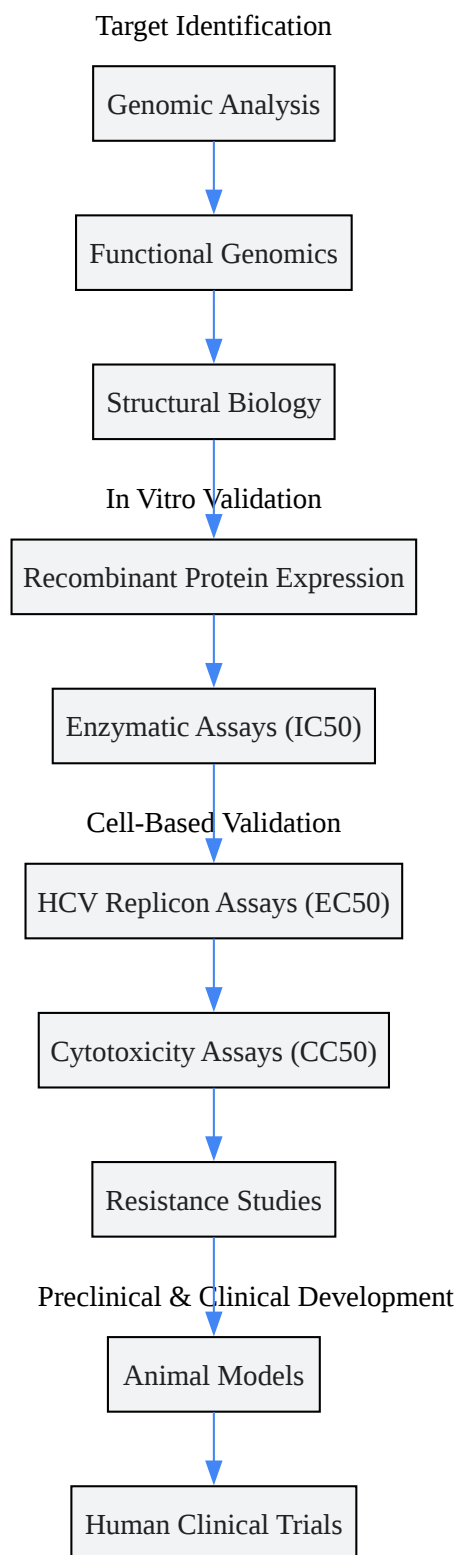 Target Identification
Genomic Analysis
Functional Genomics
Structural Biology
In Vitro Validation
Recombinant Protein Expression
Enzymatic Assays (IC50)
Cell-Based Validation
HCV Replicon Assays (EC50)
Cytotoxicity Assays (CC50)
Resistance Studies
Preclinical & Clinical Development
Animal Models
Human Clinical Trials